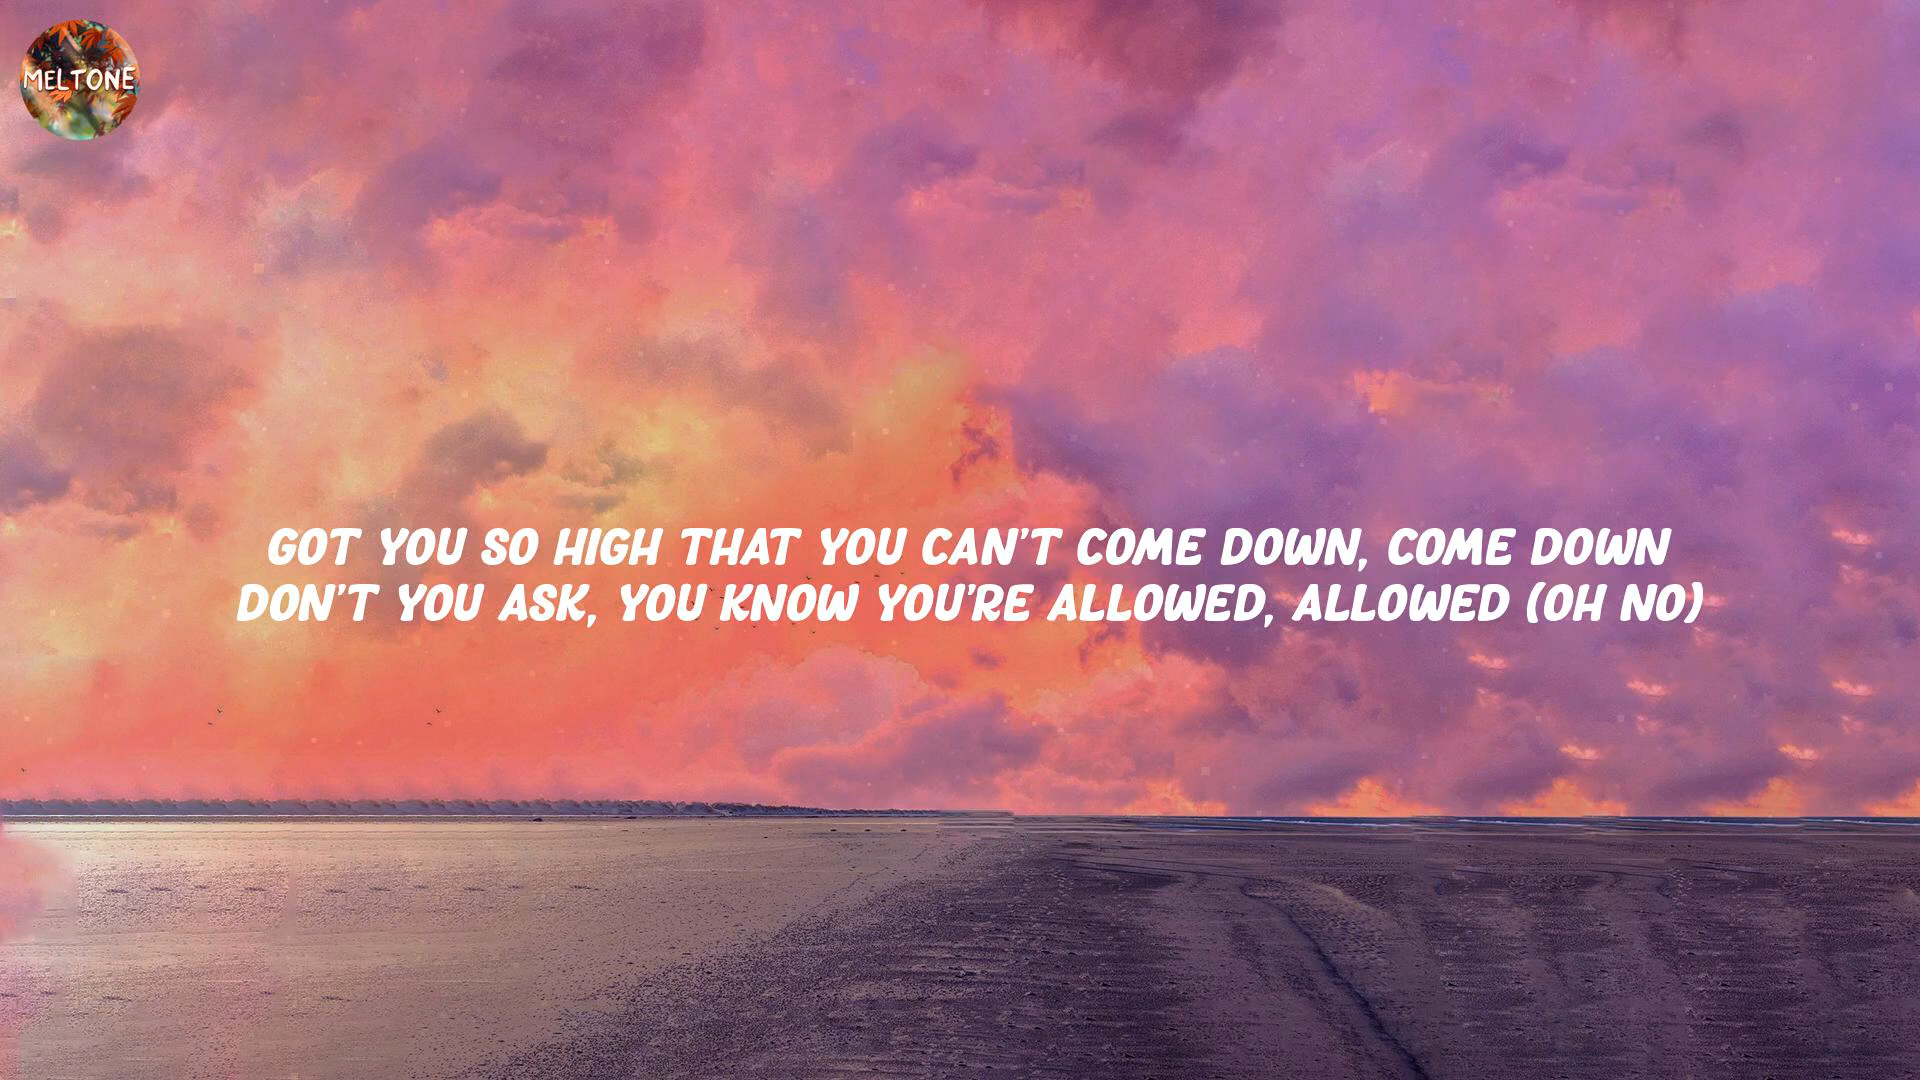 MELTONE
GOT YOU SO HIGH THAT YOU CAN'T COME DOWN, COME DOWN
DON'T YOU ASK, YOU KNOW YOU'RE ALLOWED, ALLOWED (OH NO)